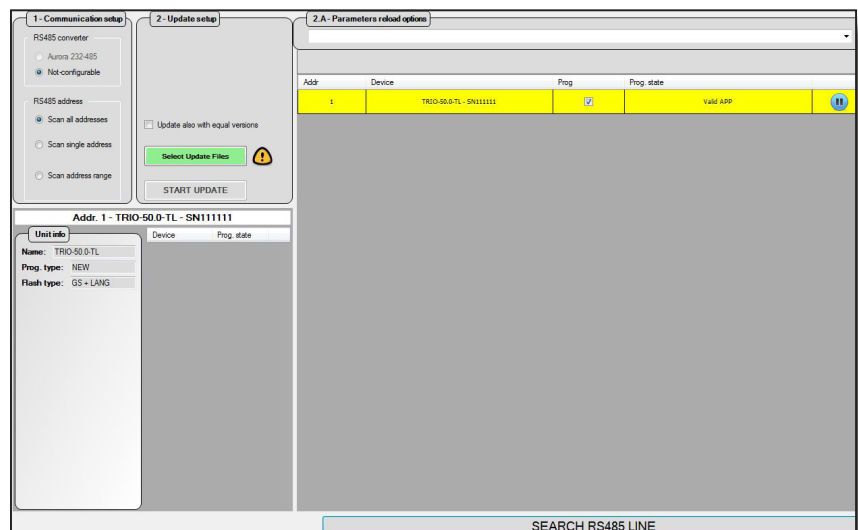 1 - Communication setup
RS485 converter
Aurora 232-485
Not-configurable
RS485 address
Scan all addresses
Scan single address
Scan address range
2 - Update setup
Update also with equal versions
Select Update Files
START UPDATE
2.A - Parameters reload options
Addr Device Prog Prog. state
1 TRIO-50.0-TL - SN111111 Valid APP
Addr. 1 - TRIO-50.0-TL - SN111111
Unit info
Name: TRIO-50.0-TL
Prog. type: NEW
Flash type: GS + LANG
Device Prog. state
SEARCH RS485 LINE